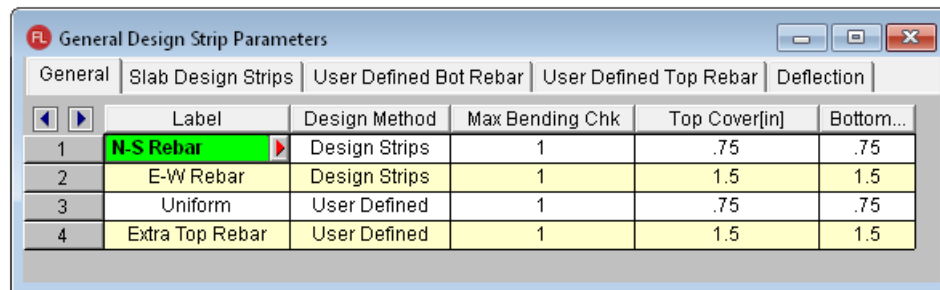 FL General Design Strip Parameters
General Slab Design Strips User Defined Bot Rebar User Defined Top Rebar Deflection
Label Design Method Max Bending Chk Top Cover[in] Bottom...
1 N-S Rebar Design Strips 1 .75 .75
2 E-W Rebar Design Strips 1 1.5 1.5
3 Uniform User Defined 1 .75 .75
4 Extra Top Rebar User Defined 1 1.5 1.5